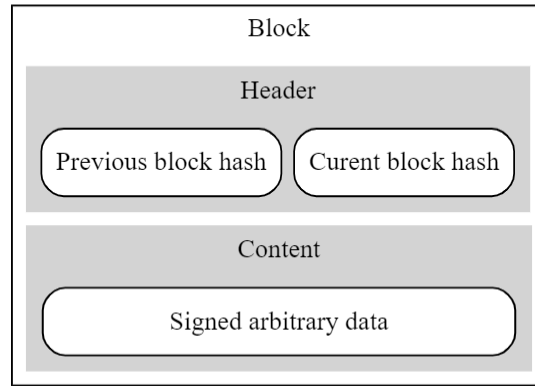 Block
Header
Previous block hash
Curent block hash
Content
Signed arbitrary data